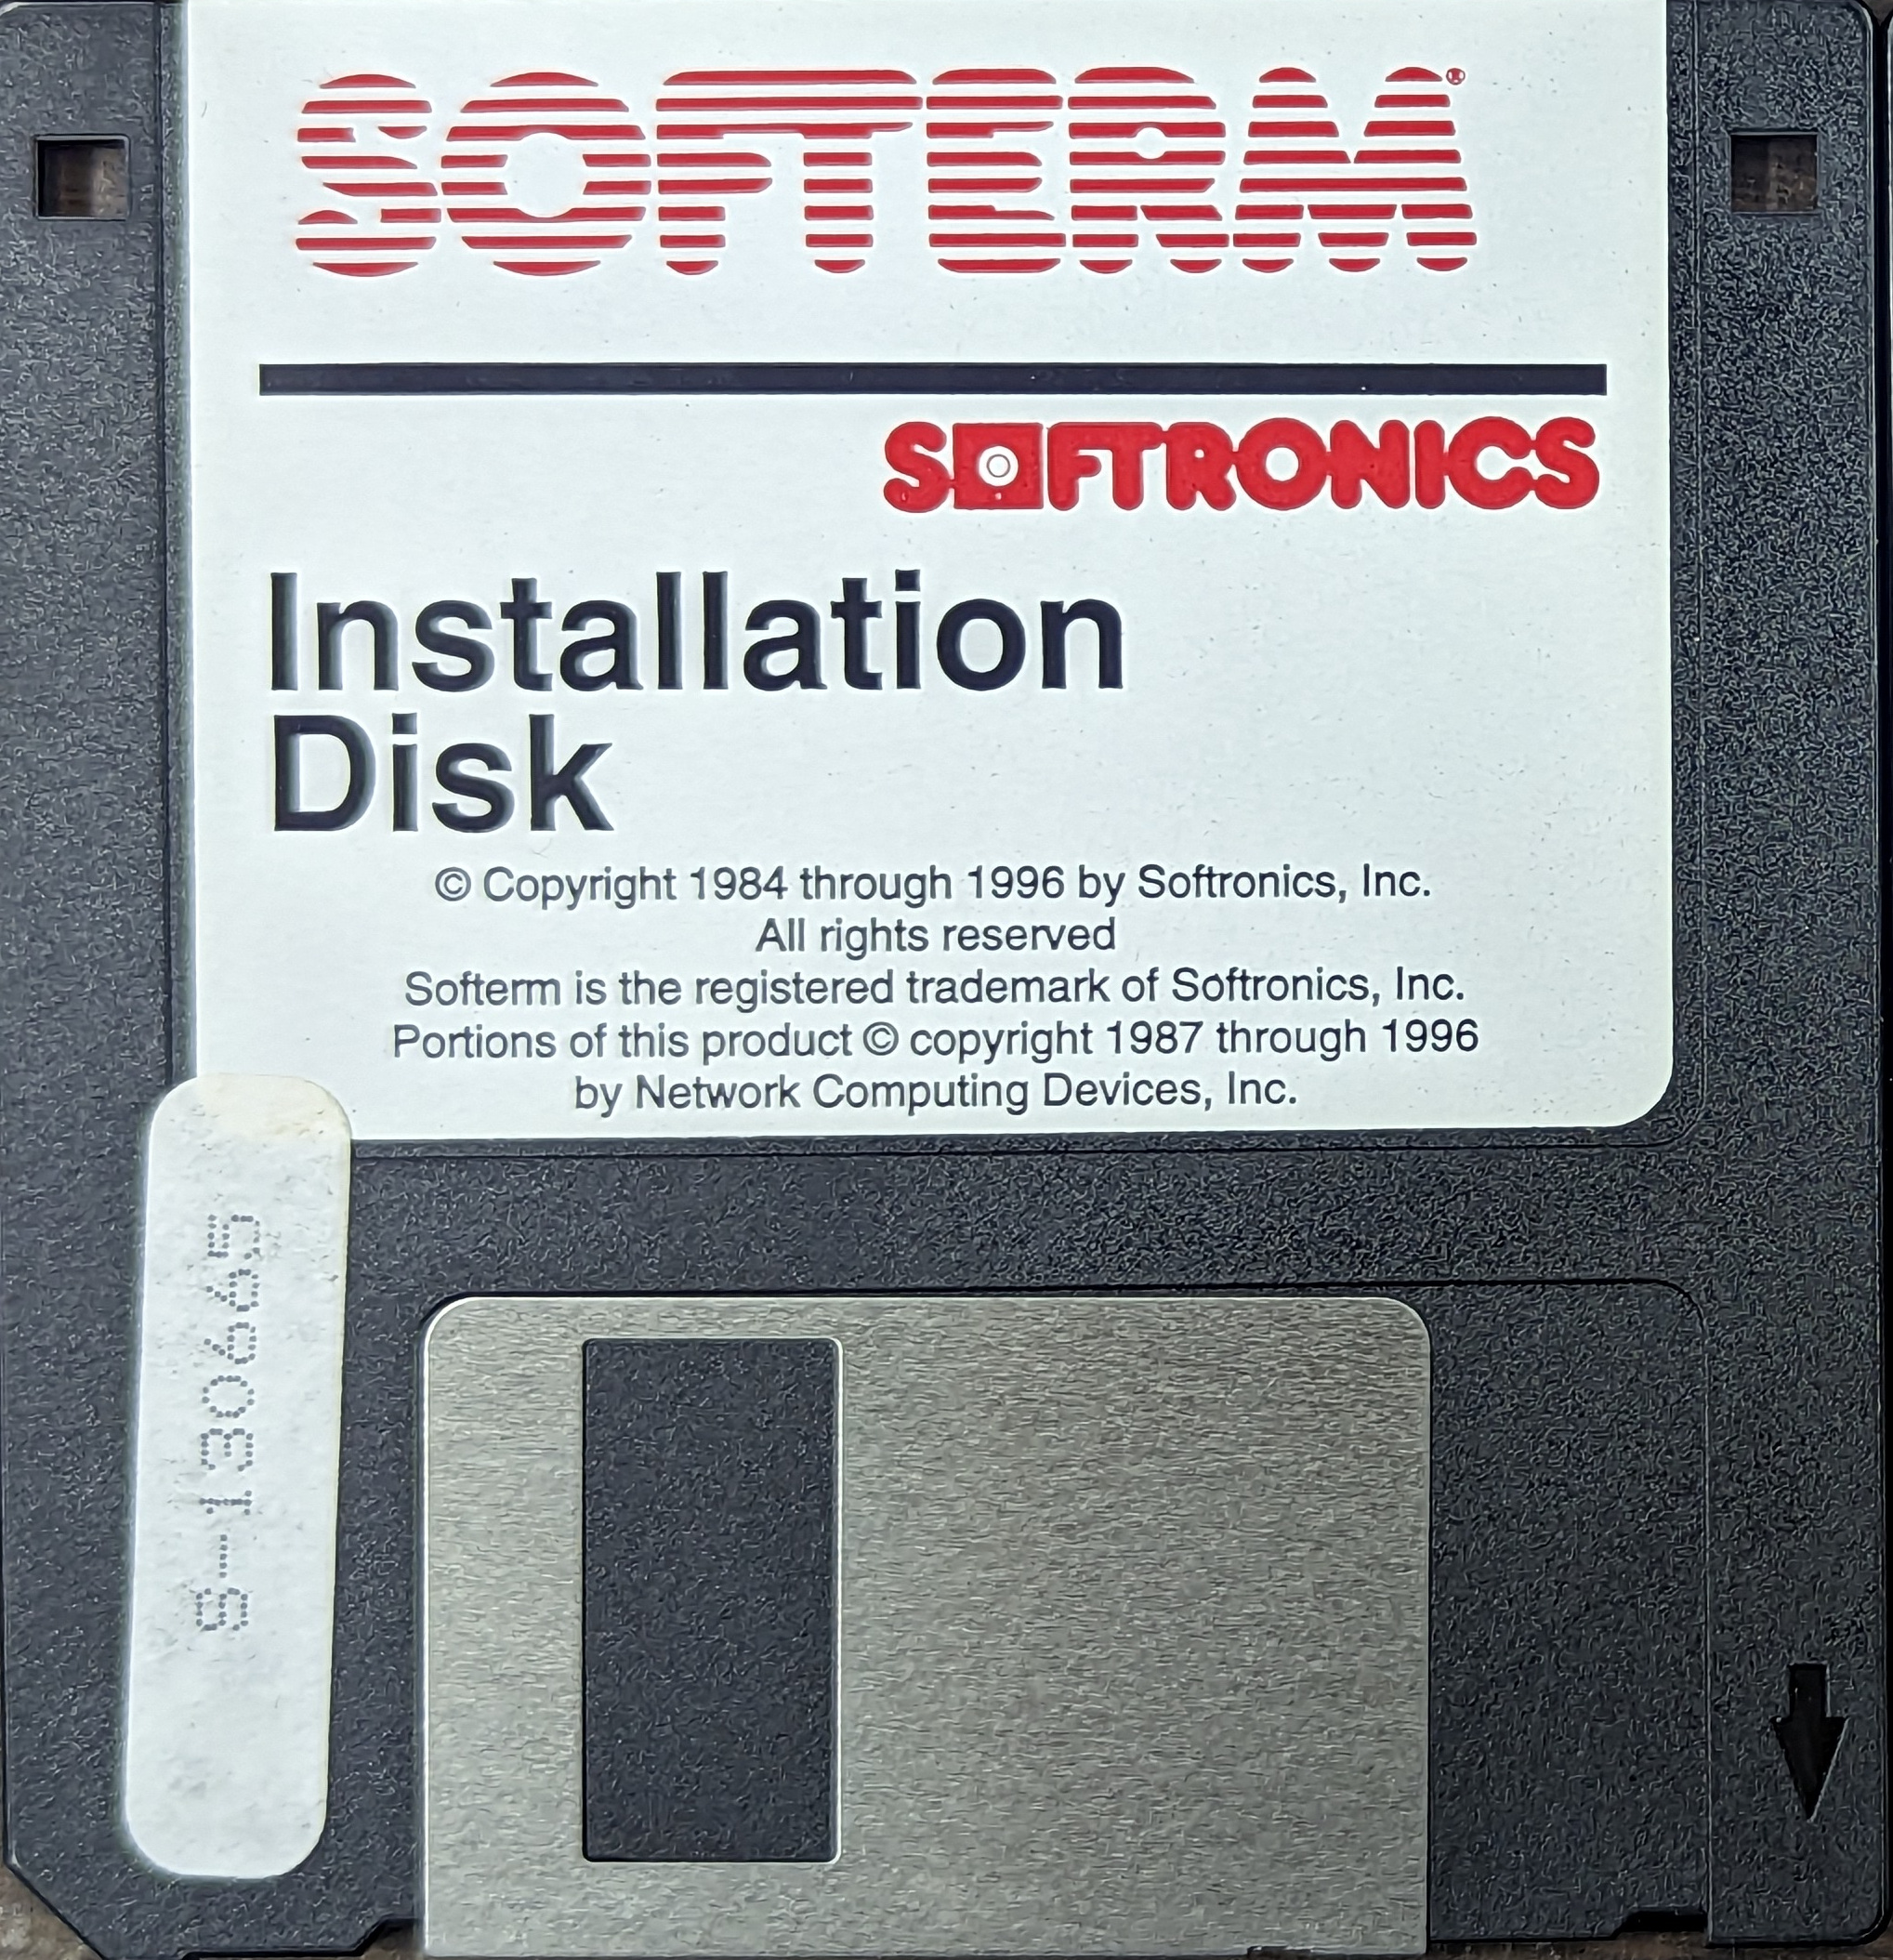 SOFTERM®
SOFTRONICS
Installation
Disk
© Copyright 1984 through 1996 by Softronics, Inc.
All rights reserved
Softerm is the registered trademark of Softronics, Inc.
Portions of this product © copyright 1987 through 1996
by Network Computing Devices, Inc.
S-130665